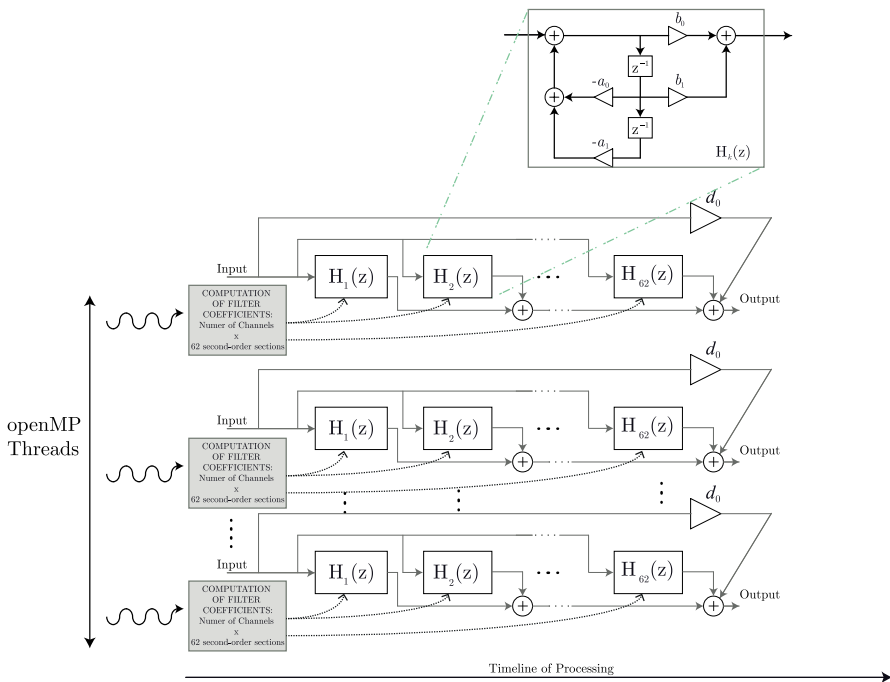 b₀
z⁻¹
-a₀
b₁
z⁻¹
-a₁
Hₖ(z)
d₀
Input
H₁(z)
H₂(z)
...
H₆₂(z)
Output
COMPUTATION
OF FILTER
COEFFICIENTS:
Numer of Channels
x
62 second-order sections
d₀
Input
H₁(z)
H₂(z)
...
H₆₂(z)
Output
COMPUTATION
OF FILTER
COEFFICIENTS:
Numer of Channels
x
62 second-order sections
openMP
Threads
d₀
Input
H₁(z)
H₂(z)
...
H₆₂(z)
Output
COMPUTATION
OF FILTER
COEFFICIENTS:
Numer of Channels
x
62 second-order sections
Timeline of Processing